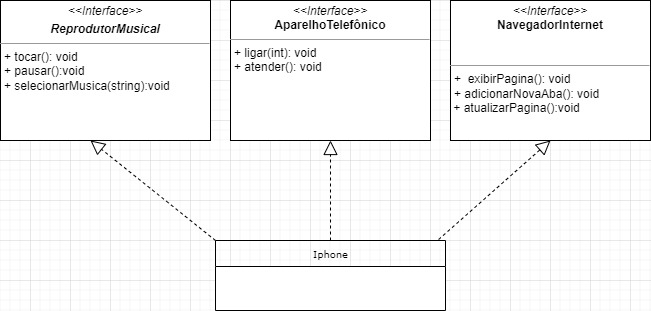 <<Interface>>
ReprodutorMusical
+ tocar(): void
+ pausar():void
+ selecionarMusica(string):void
<<Interface>>
AparelhoTelefônico
+ ligar(int): void
+ atender(): void
<<Interface>>
NavegadorInternet
+ exibirPagina(): void
+ adicionarNovaAba(): void
+ atualizarPagina():void
Iphone